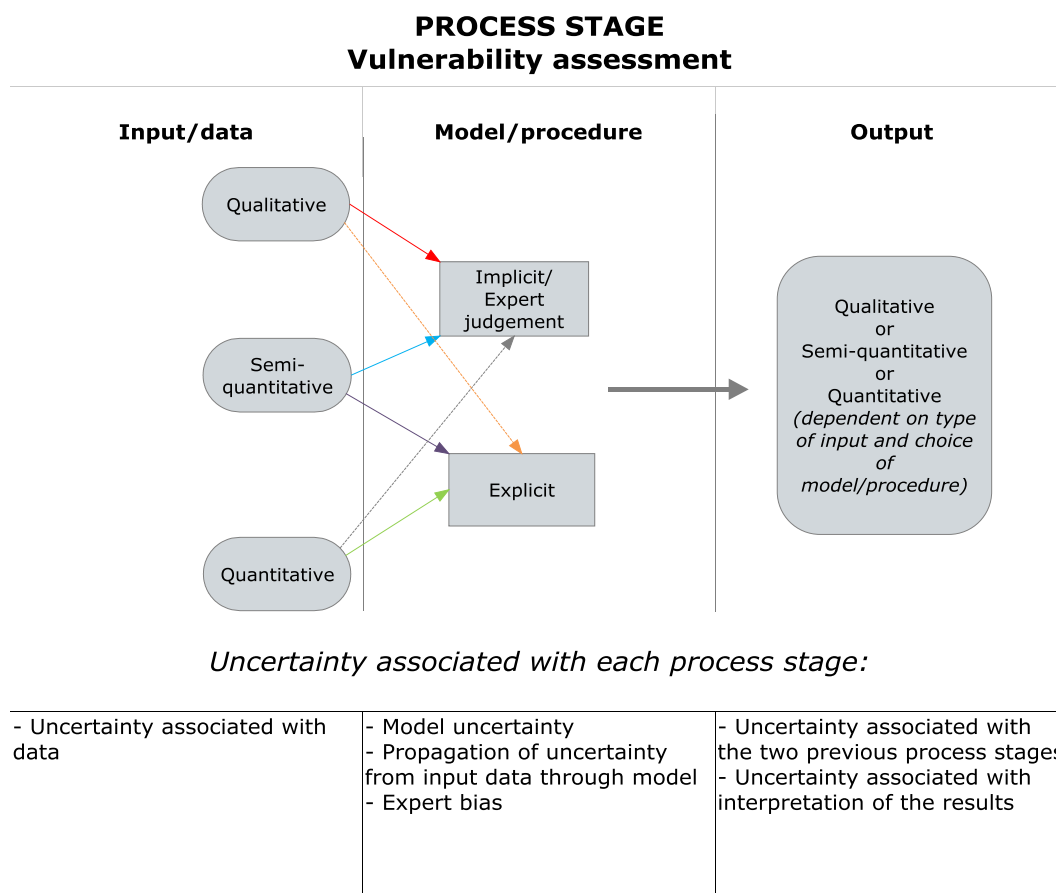 PROCESS STAGE
Vulnerability assessment
Input/data
Model/procedure
Output
Qualitative
Semi-
quantitative
Quantitative
Implicit/
Expert
judgement
Explicit
Qualitative
or
Semi-quantitative
or
Quantitative
(dependent on type
of input and choice
of
model/procedure)
Uncertainty associated with each process stage:
- Uncertainty associated with
data
- Model uncertainty
- Propagation of uncertainty
from input data through model
- Expert bias
- Uncertainty associated with
the two previous process stages
- Uncertainty associated with
interpretation of the results